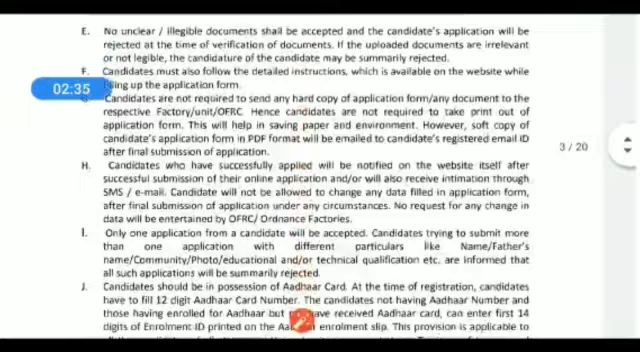 E. No unclear / illegible documents shall be accepted and the candidate's application will be
rejected at the time of verification of documents. If the uploaded documents are irrelevant
or not legible, the candidature of the candidate may be summarily rejected.
F. Candidates must also follow the detailed instructions, which is available on the website while
filling up the application form.
02:35
Candidates are not required to send any hard copy of application form/any document to the
respective Factory/unit/OFRC. Hence candidates are not required to take print out of
application form. This will help in saving paper and environment. However, soft copy of
candidate's application form in PDF format will be emailed to candidate's registered email ID
after final submission of application.
3 / 20
H. Candidates who have successfully applied will be notified on the website itself after
successful submission of their online application and/or will also receive intimation through
SMS / e-mail. Candidate will not be allowed to change any data filled in application form,
after final submission of application under any circumstances. No request for any change in
data will be entertained by OFRC/ Ordnance Factories.
I. Only one application from a candidate will be accepted. Candidates trying to submit more
than one application with different particulars like Name/Father's
name/Community/Photo/educational and/or technical qualification etc. are informed that
all such applications will be summarily rejected.
J. Candidates should be in possession of Aadhaar Card. At the time of registration, candidates
have to fill 12 digit Aadhaar Card Number. The candidates not having Aadhaar Number and
those having enrolled for Aadhaar but have received Aadhaar card, can enter first 14
digits of Enrolment ID printed on the enrolment slip. This provision is applicable to